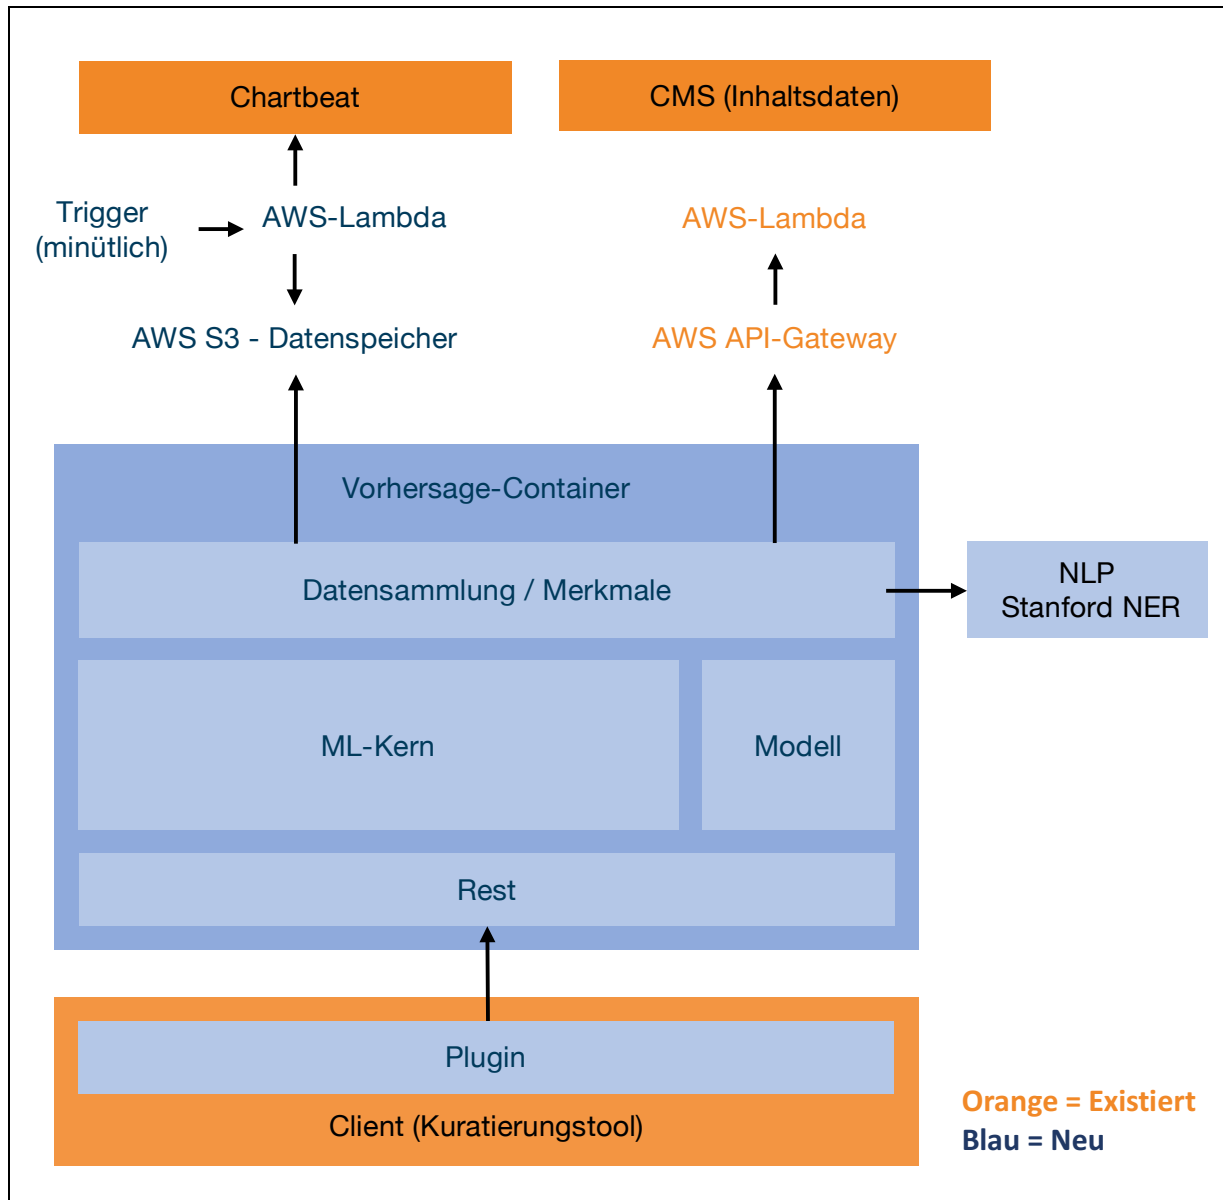 Chartbeat
CMS (Inhaltsdaten)
Trigger
(minütlich)
AWS-Lambda
AWS-Lambda
AWS S3 - Datenspeicher
AWS API-Gateway
Vorhersage-Container
Datensammlung / Merkmale
NLP
Stanford NER
ML-Kern
Modell
Rest
Plugin
Client (Kuratierungstool)
Orange = Existiert
Blau = Neu